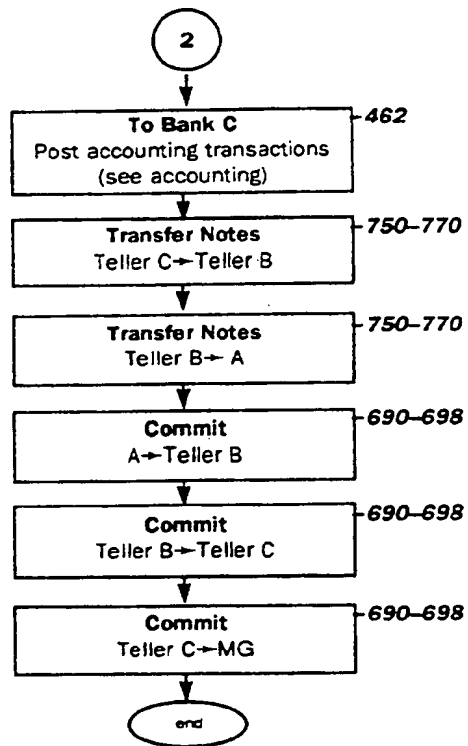 2
To Bank C
462
Post accounting transactions
(see accounting)
Transfer Notes
750-770
Teller C→Teller B
Transfer Notes
750-770
Teller B→ A
Commit
690-698
A→Teller B
Commit
690-698
Teller B→Teller C
Commit
690-698
Teller C→MG
end